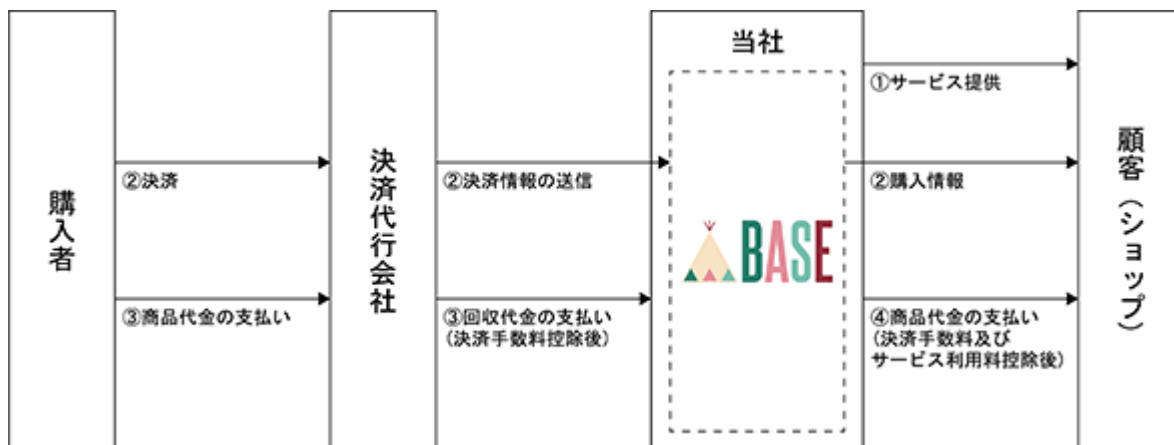 購入者
②決済
③商品代金の支払い
決済代行会社
②決済情報の送信
③回収代金の支払い
(決済手数料控除後)
当社
BASE
①サービス提供
②購入情報
④商品代金の支払い
(決済手数料及び
サービス利用料控除後)
顧客(ショップ)